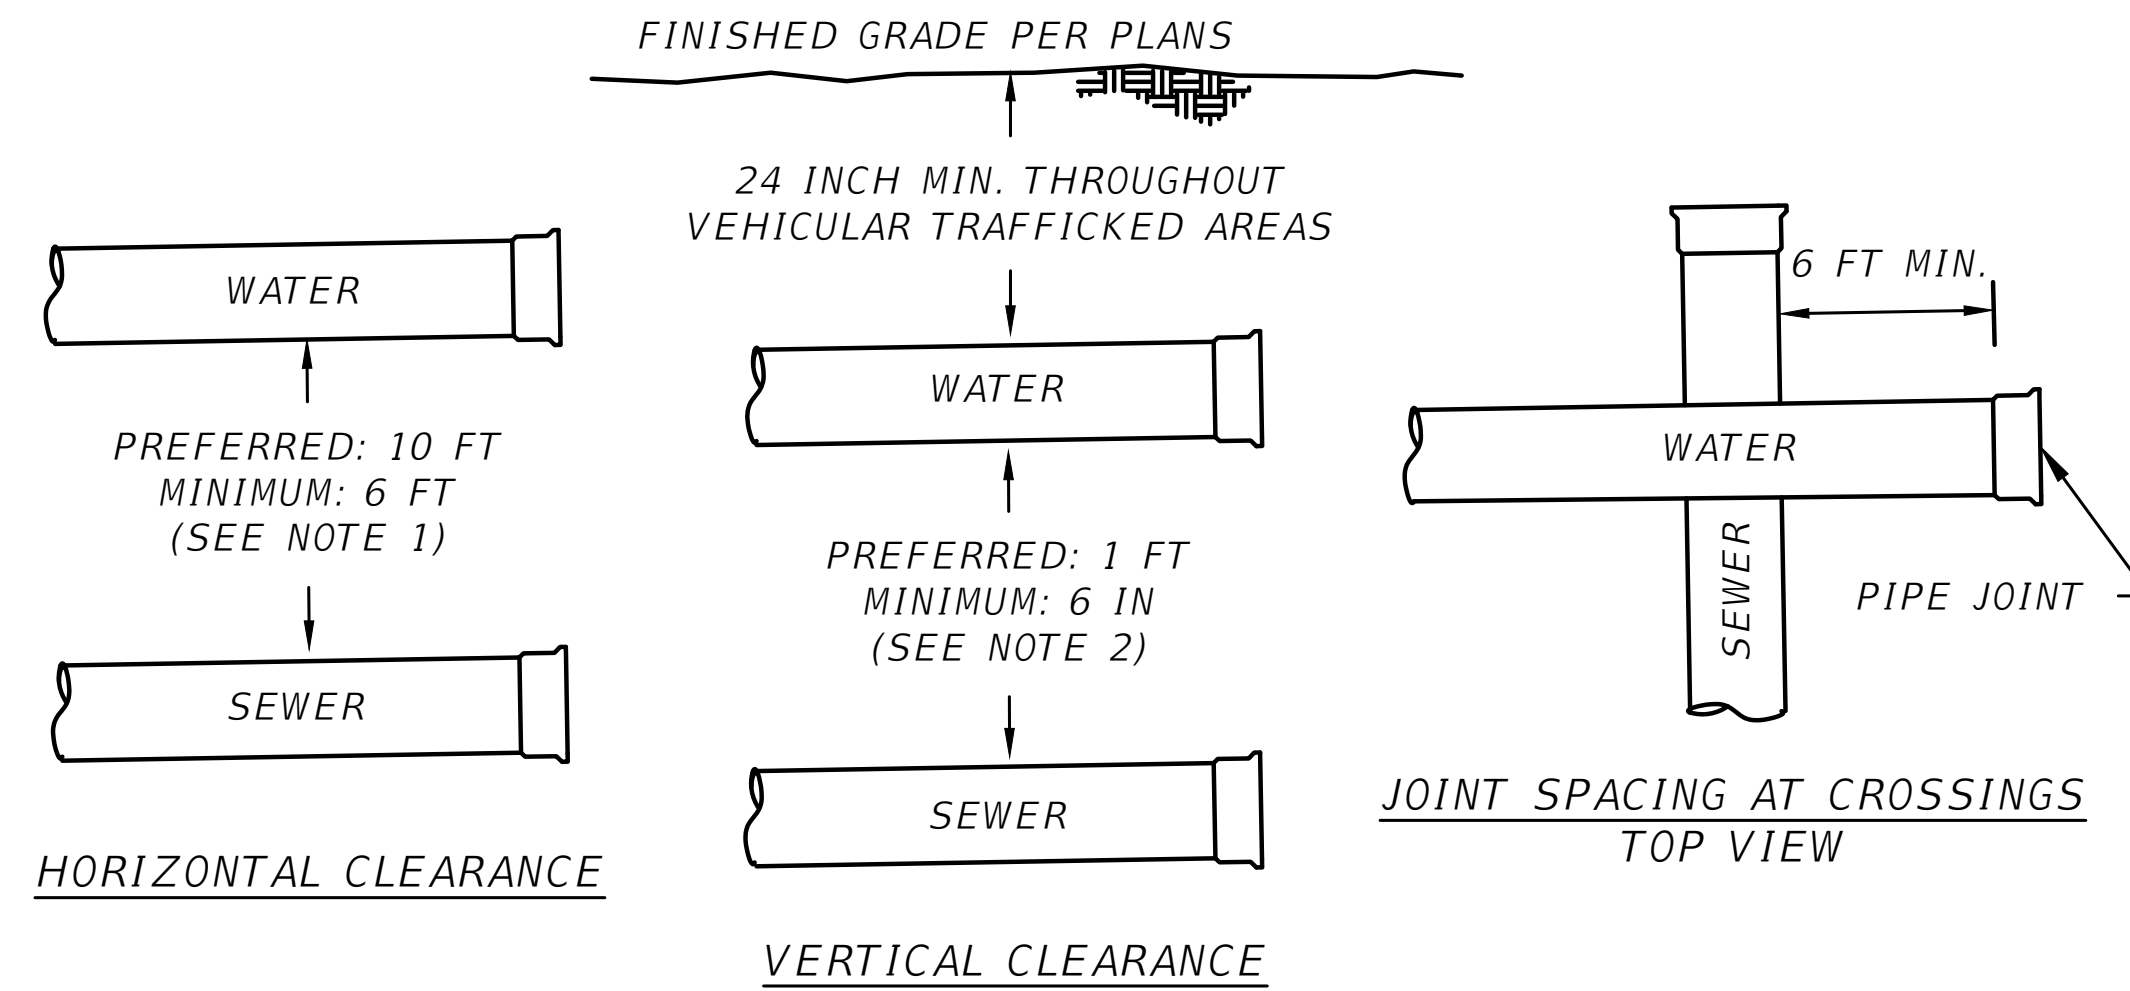 FINISHED GRADE PER PLANS
24 INCH MIN. THROUGHOUT
VEHICULAR TRAFFICKED AREAS
WATER
PREFERRED: 10 FT
MINIMUM: 6 FT
(SEE NOTE 1)
SEWER
HORIZONTAL CLEARANCE
WATER
PREFERRED: 1 FT
MINIMUM: 6 IN
(SEE NOTE 2)
SEWER
VERTICAL CLEARANCE
6 FT MIN.
WATER
SEWER
PIPE JOINT
JOINT SPACING AT CROSSINGS
TOP VIEW